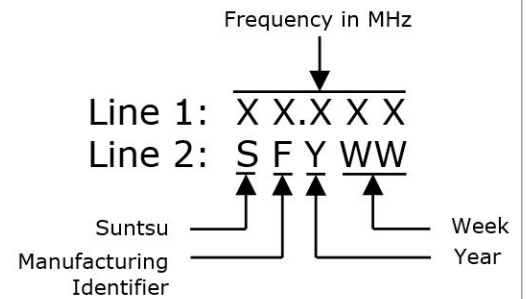 Frequency in MHz
Line 1: X X.X X X
Line 2: S F Y WW
Suntsu
Week
Manufacturing
Identifier
Year